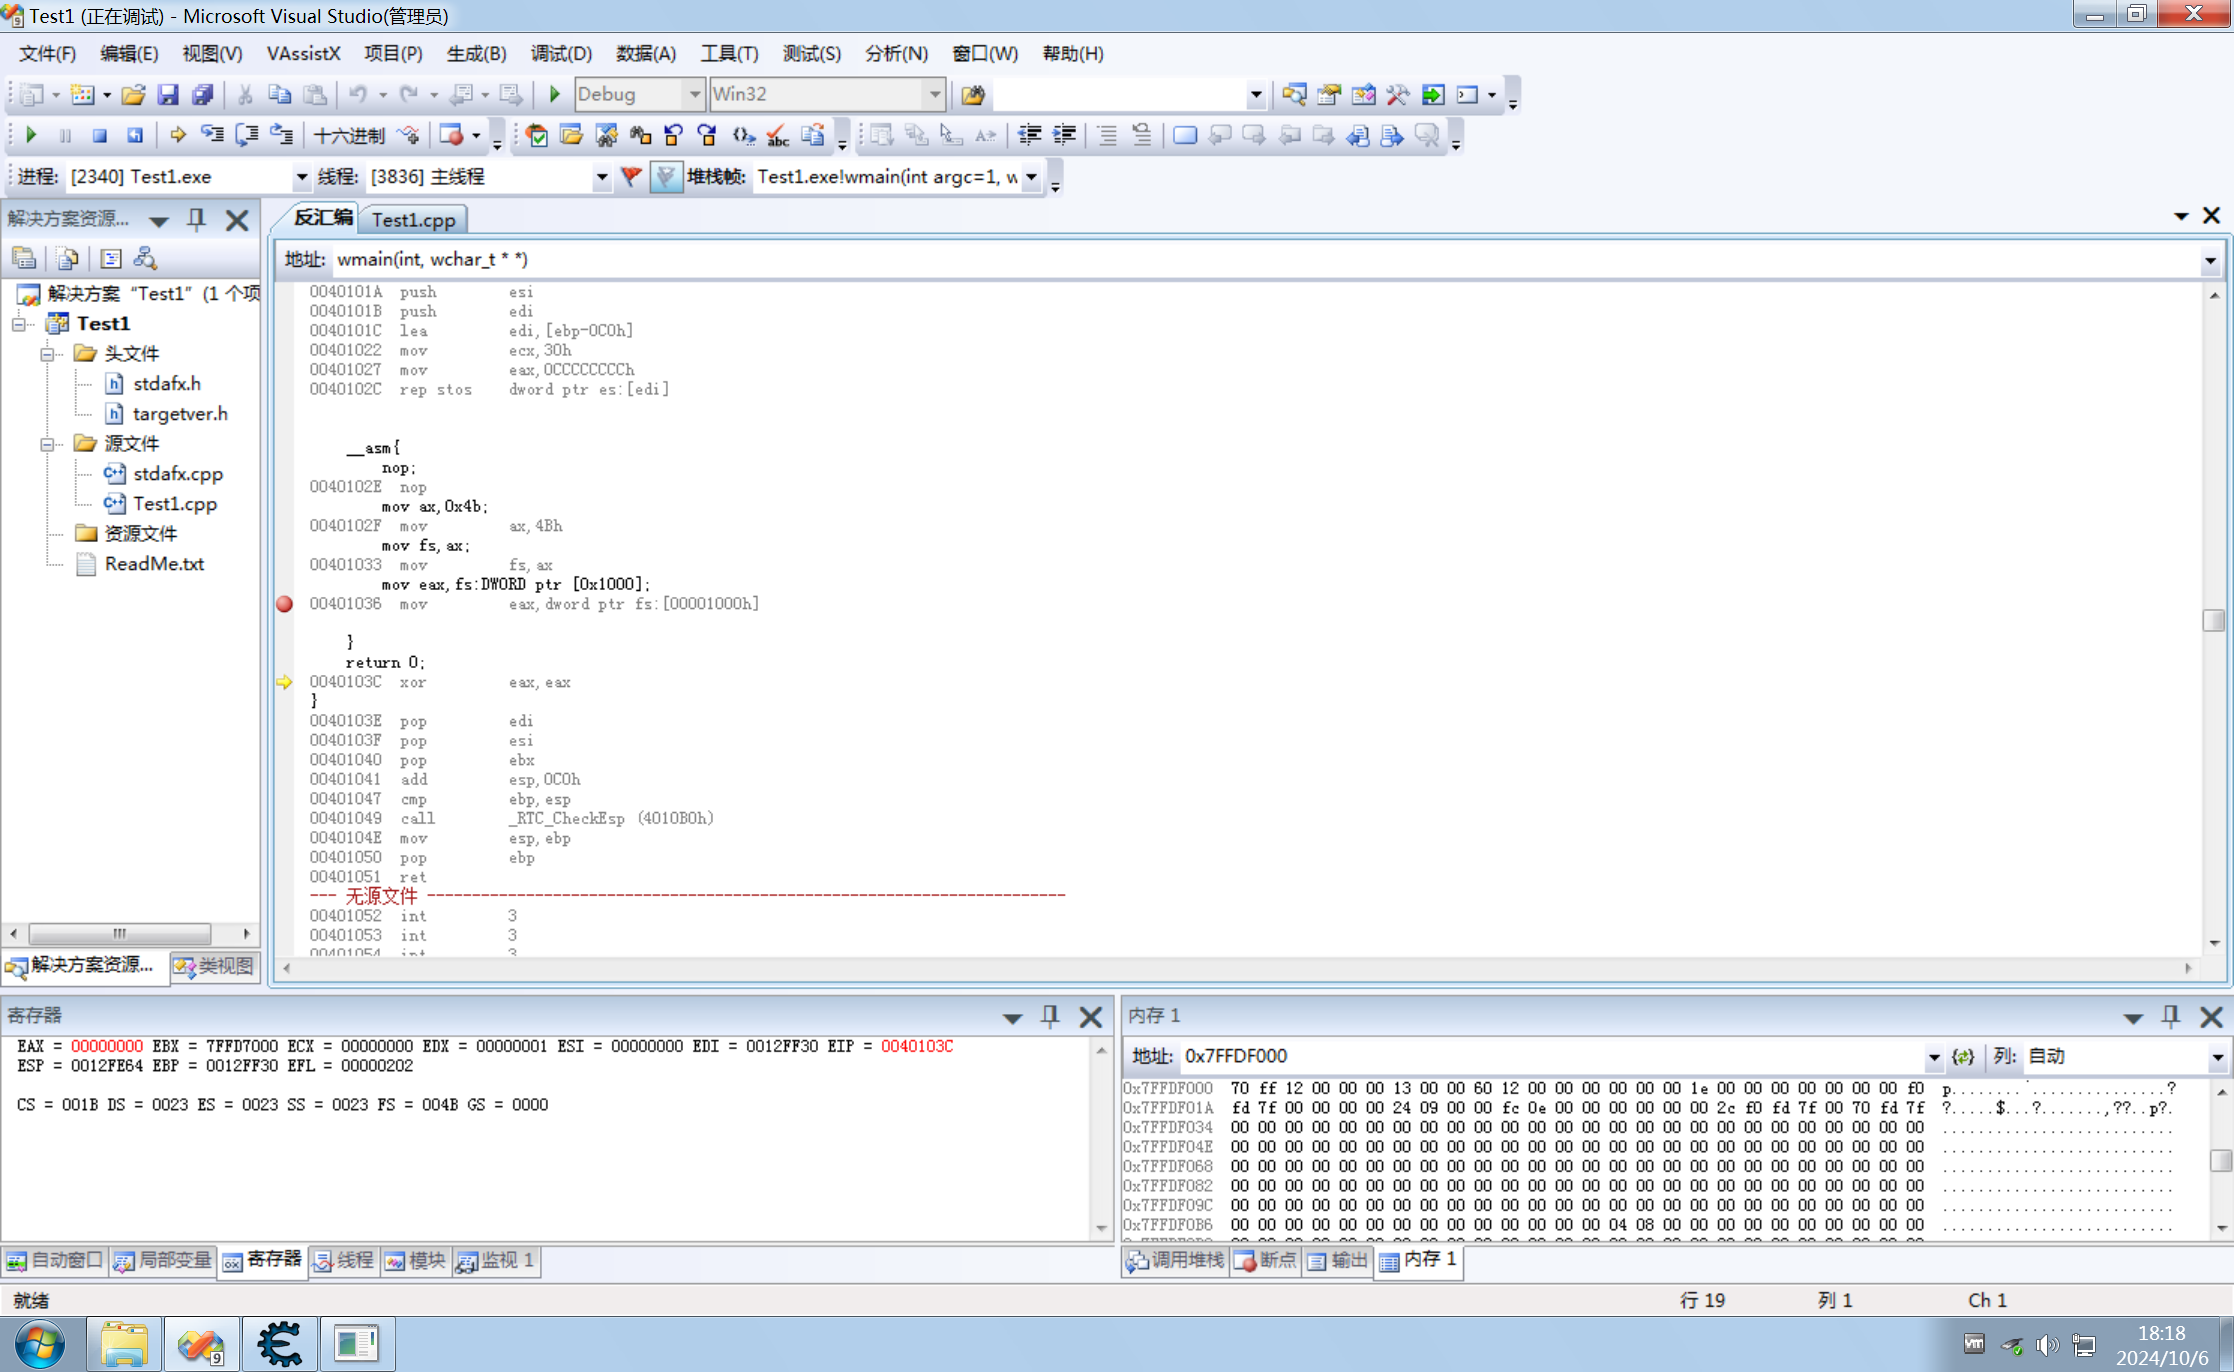 Test1 (正在调试) - Microsoft Visual Studio(管理员)
文件(F) 编辑(E) 视图(V) VAssistX 项目(P) 生成(B) 调试(D) 数据(A) 工具(T) 测试(S) 分析(N) 窗口(W) 帮助(H)
Debug Win32
十六进制
进程: [2340] Test1.exe 线程: [3836] 主线程 堆栈帧: Test1.exe!wmain(int argc=1, w
解决方案资源...
解决方案 “Test1” (1 个项
Test1
头文件
stdafx.h
targetver.h
源文件
stdafx.cpp
Test1.cpp
资源文件
ReadMe.txt
解决方案资源... 类视图
反汇编 Test1.cpp
地址: wmain(int, wchar_t * *)
0040101A push esi
0040101B push edi
0040101C lea edi,[ebp-0C0h]
00401022 mov ecx,30h
00401027 mov eax,0CCCCCCCCh
0040102C rep stos dword ptr es:[edi]
__asm{
nop;
0040102E nop
mov ax,0x4b;
0040102F mov ax,4Bh
mov fs,ax;
00401033 mov fs,ax
mov eax,fs:DWORD ptr [0x1000];
00401036 mov eax,dword ptr fs:[00001000h]
}
return 0;
0040103C xor eax,eax
}
0040103E pop edi
0040103F pop esi
00401040 pop ebx
00401041 add esp,0C0h
00401047 cmp ebp,esp
00401049 call _RTC_CheckEsp (4010B0h)
0040104E mov esp,ebp
00401050 pop ebp
00401051 ret
--- 无源文件 -----------------------------------------------------------------------
00401052 int 3
00401053 int 3
00401054 int 3
寄存器
EAX = 00000000 EBX = 7FFD7000 ECX = 00000000 EDX = 00000001 ESI = 00000000 EDI = 0012FF30 EIP = 0040103C
ESP = 0012FE64 EBP = 0012FF30 EFL = 00000202
CS = 001B DS = 0023 ES = 0023 SS = 0023 FS = 004B GS = 0000
自动窗口 局部变量 寄存器 线程 模块 监视 1
内存 1
地址: 0x7FFDF000 列: 自动
0x7FFDF000 70 ff 12 00 00 00 13 00 00 60 12 00 00 00 00 00 00 1e 00 00 00 00 00 00 00 f0 p........`...............?
0x7FFDF01A fd 7f 00 00 00 00 24 09 00 00 fc 0e 00 00 00 00 00 00 2c f0 fd 7f 00 70 fd 7f ?.....$...?.......,??..p?.
0x7FFDF034 00 00 00 00 00 00 00 00 00 00 00 00 00 00 00 00 00 00 00 00 00 00 00 00 00 00 ..........................
0x7FFDF04E 00 00 00 00 00 00 00 00 00 00 00 00 00 00 00 00 00 00 00 00 00 00 00 00 00 00 ..........................
0x7FFDF068 00 00 00 00 00 00 00 00 00 00 00 00 00 00 00 00 00 00 00 00 00 00 00 00 00 00 ..........................
0x7FFDF082 00 00 00 00 00 00 00 00 00 00 00 00 00 00 00 00 00 00 00 00 00 00 00 00 00 00 ..........................
0x7FFDF09C 00 00 00 00 00 00 00 00 00 00 00 00 00 00 00 00 00 00 00 00 00 00 00 00 00 00 ..........................
0x7FFDF0B6 00 00 00 00 00 00 00 00 00 00 00 00 00 00 04 08 00 00 00 00 00 00 00 00 00 00 ..........................
调用堆栈 断点 输出 内存 1
就绪 行 19 列 1 Ch 1
18:18
2024/10/6